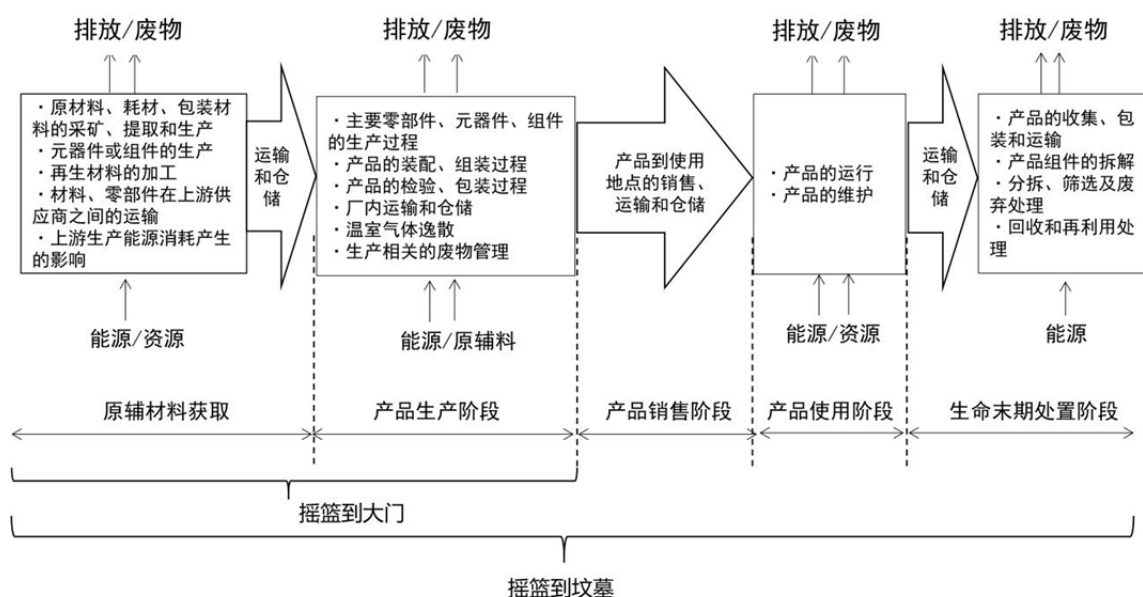 排放/废物
排放/废物
排放/废物
排放/废物
·原材料、耗材、包装材
料的采矿、提取和生产
·元器件或组件的生产
·再生材料的加工
·材料、零部件在上游供
应商之间的运输
·上游生产能源消耗产生
的影响
运输
和仓
储
·主要零部件、元器件、组件
的生产过程
·产品的装配、组装过程
·产品的检验、包装过程
·厂内运输和仓储
·温室气体逸散
·生产相关的废物管理
产品到使用
地点的销售、
运输和仓储
·产品的运行
·产品的维护
运输
和仓
储
·产品的收集、包
装和运输
·产品组件的拆解
·分拆、筛选及废
弃处理
·回收和再利用处
理
能源/资源
能源/原辅料
能源/资源
能源
原辅材料获取
产品生产阶段
产品销售阶段
产品使用阶段
生命末期处置阶段
摇篮到大门
摇篮到坟墓